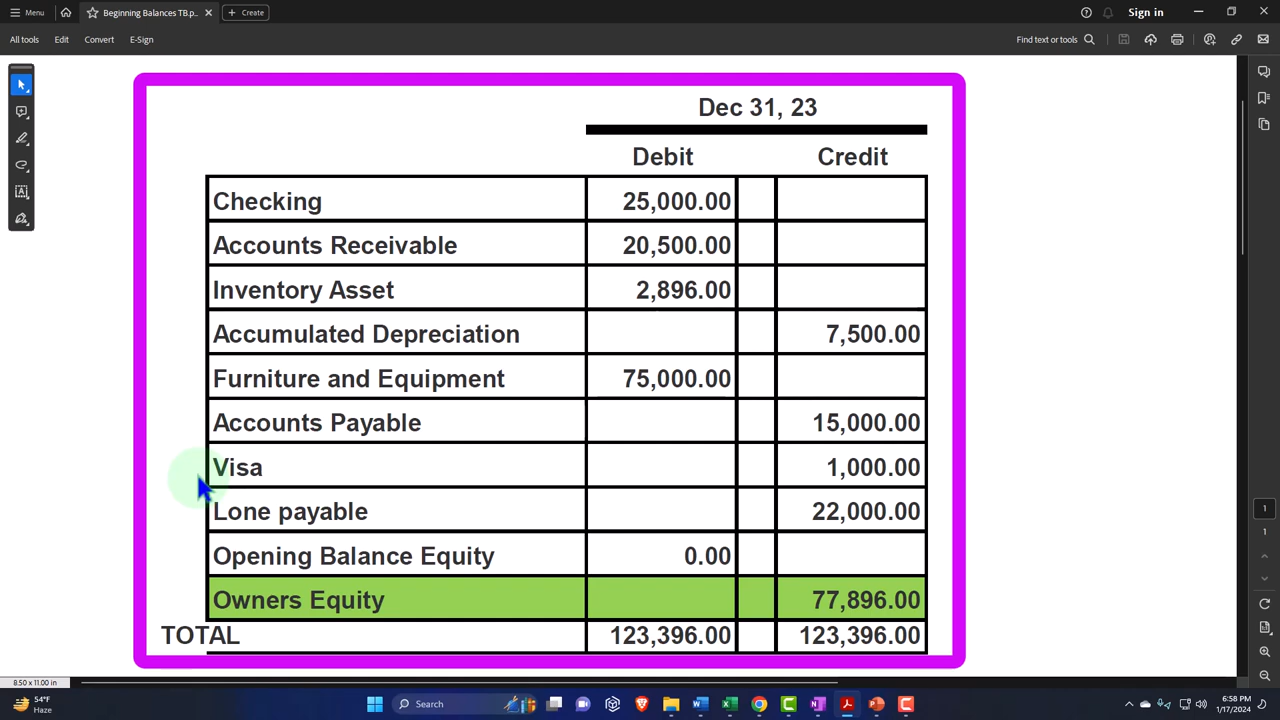 Menu
Beginning Balances TB.p..
Create
Sign in
All tools
Edit
Convert
E-Sign
Find text or tools
Dec 31, 23
Debit Credit
Checking 25,000.00
Accounts Receivable 20,500.00
Inventory Asset 2,896.00
Accumulated Depreciation 7,500.00
Furniture and Equipment 75,000.00
Accounts Payable 15,000.00
Visa 1,000.00
Lone payable 22,000.00
Opening Balance Equity 0.00
Owners Equity 77,896.00
TOTAL 123,396.00 123,396.00
1
1
8.50 x 11.00 in
54°F
Haze
Search
6:58 PM
1/17/2024